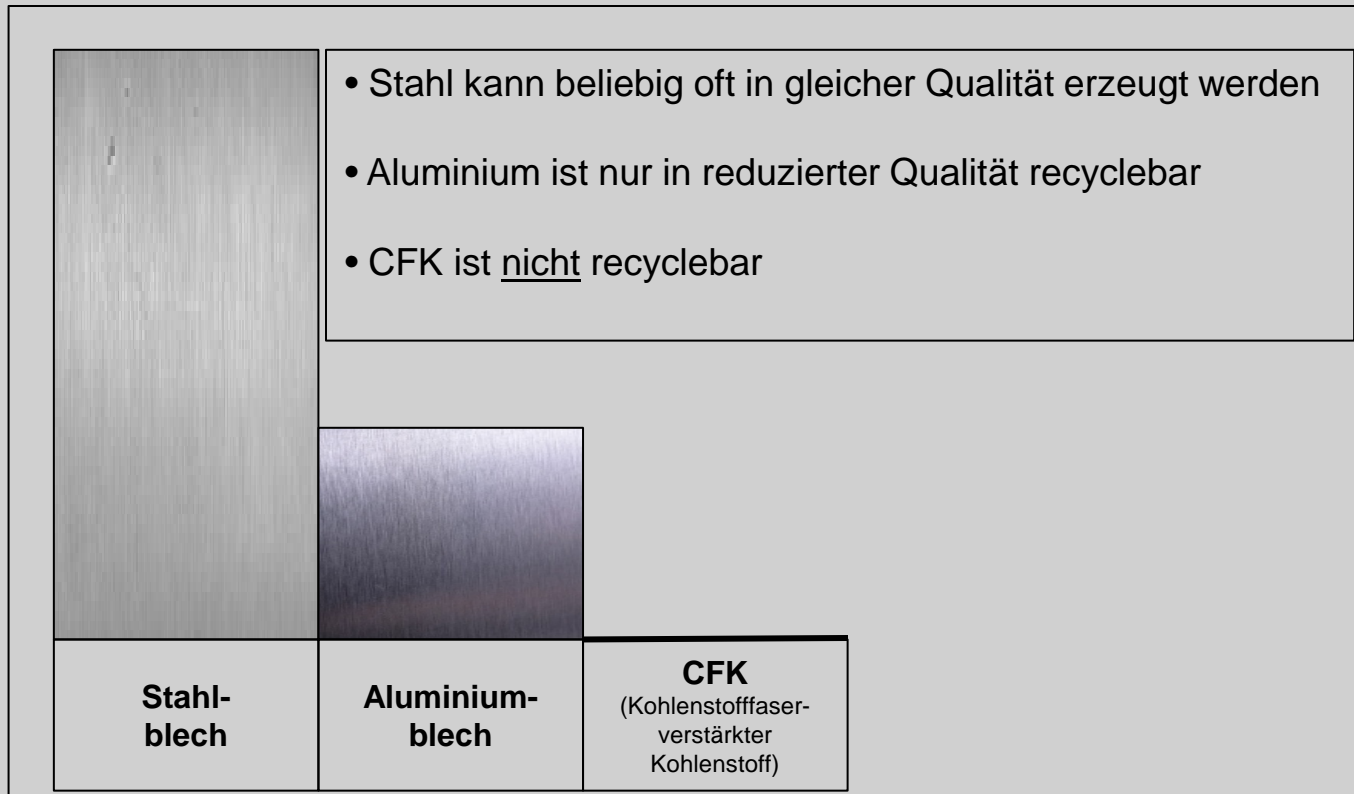 • Stahl kann beliebig oft in gleicher Qualität erzeugt werden
• Aluminium ist nur in reduzierter Qualität recyclebar
• CFK ist nicht recyclebar
Stahl-
blech
Aluminium-
blech
CFK
(Kohlenstofffaser-
verstärkter
Kohlenstoff)